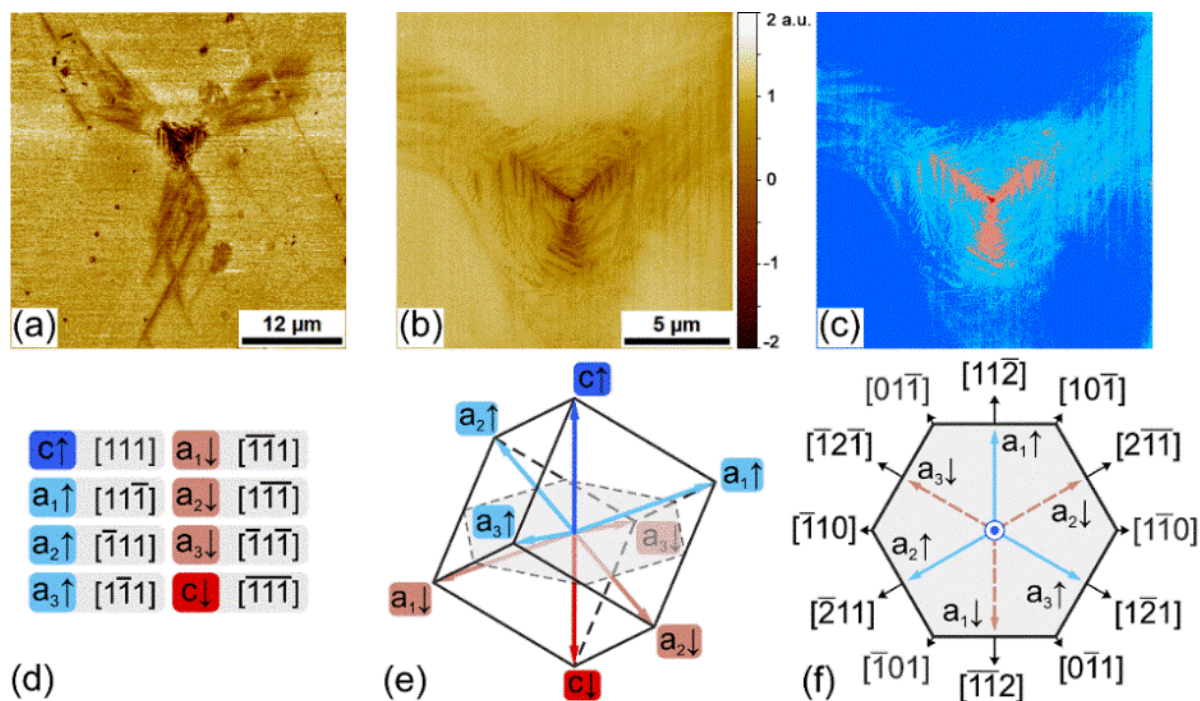 2 a.u.
1
0
-1
-2
(a)
12 µm
(b)
5 µm
(c)
c↑ [111] a₁↓ [1̄1̄1]
a₁↑ [111̄] a₂↓ [11̄1̄]
a₂↑ [1̄11] a₃↓ [1̄11̄]
a₃↑ [11̄1] c↓ [1̄1̄1̄]
(d)
c↑
a₂↑
a₁↑
a₃↑
a₃↓
a₁↓
a₂↓
c↓
(e)
[011̄] [112̄] [101̄]
[1̄21̄] a₁↑ [21̄1̄]
a₃↓ a₂↓
[1̄10] [11̄0]
a₂↑ a₃↑
[2̄11] a₁↓ [12̄1]
[1̄01] [1̄1̄2] [01̄1]
(f)